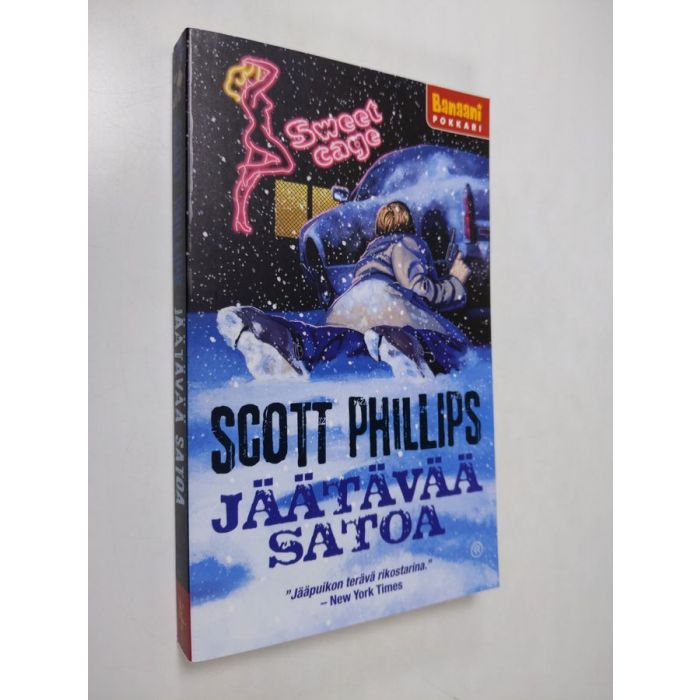 Sweet
cage
Banaani
POKKARI
SCOTT PHILLIPS
JÄÄTÄVÄÄ
SATOA
®
"Jääpuikon terävä rikostarina."
– New York Times
JÄÄTÄVÄÄ SATOA